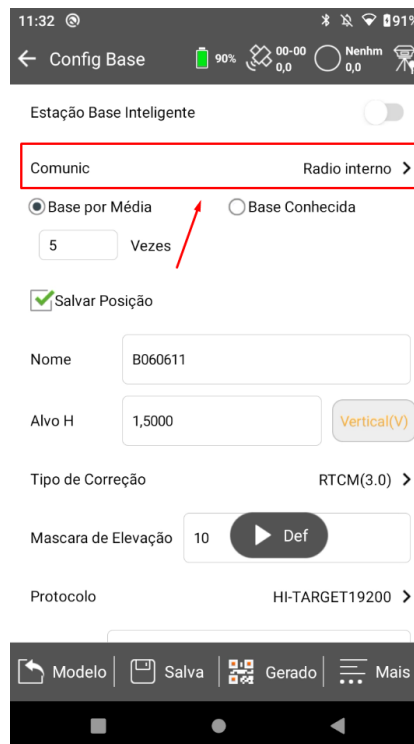 11:32 91%
Config Base 90% 00-00 0,0 Nenhm 0,0
Estação Base Inteligente
Comunic Radio interno
Base por Média Base Conhecida
5 Vezes
Salvar Posição
Nome B060611
Alvo H 1,5000 Vertical(V)
Tipo de Correção RTCM(3.0)
Mascara de Elevação 10 Def
Protocolo HI-TARGET19200
Modelo Salva Gerado Mais